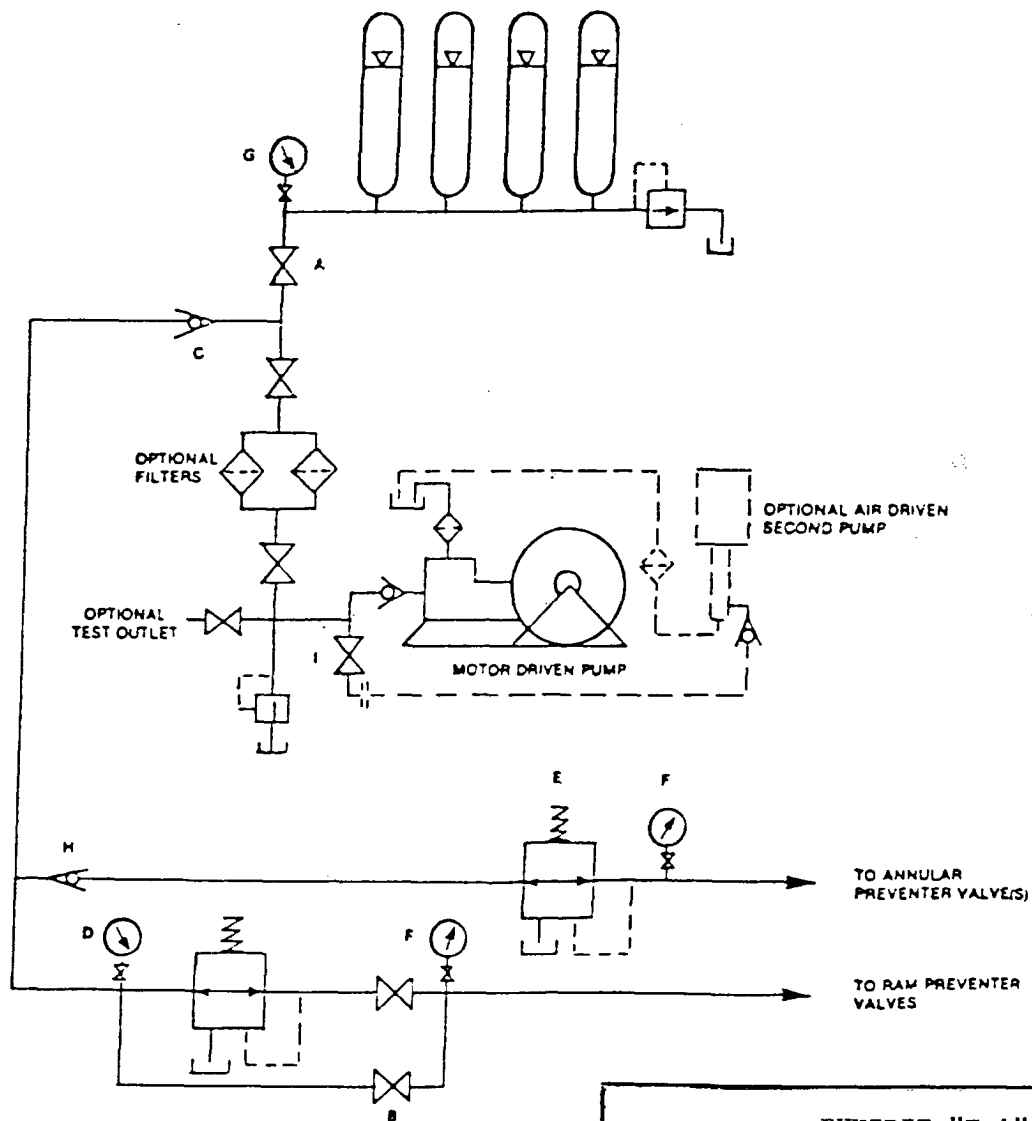 G
A
C
OPTIONAL
FILTERS
OPTIONAL AIR DRIVEN
SECOND PUMP
OPTIONAL
TEST OUTLET
I
MOTOR DRIVEN PUMP
E
F
H
TO ANNULAR
PREVENTER VALVE(S)
D
F
TO RAM PREVENTER
VALVES
B